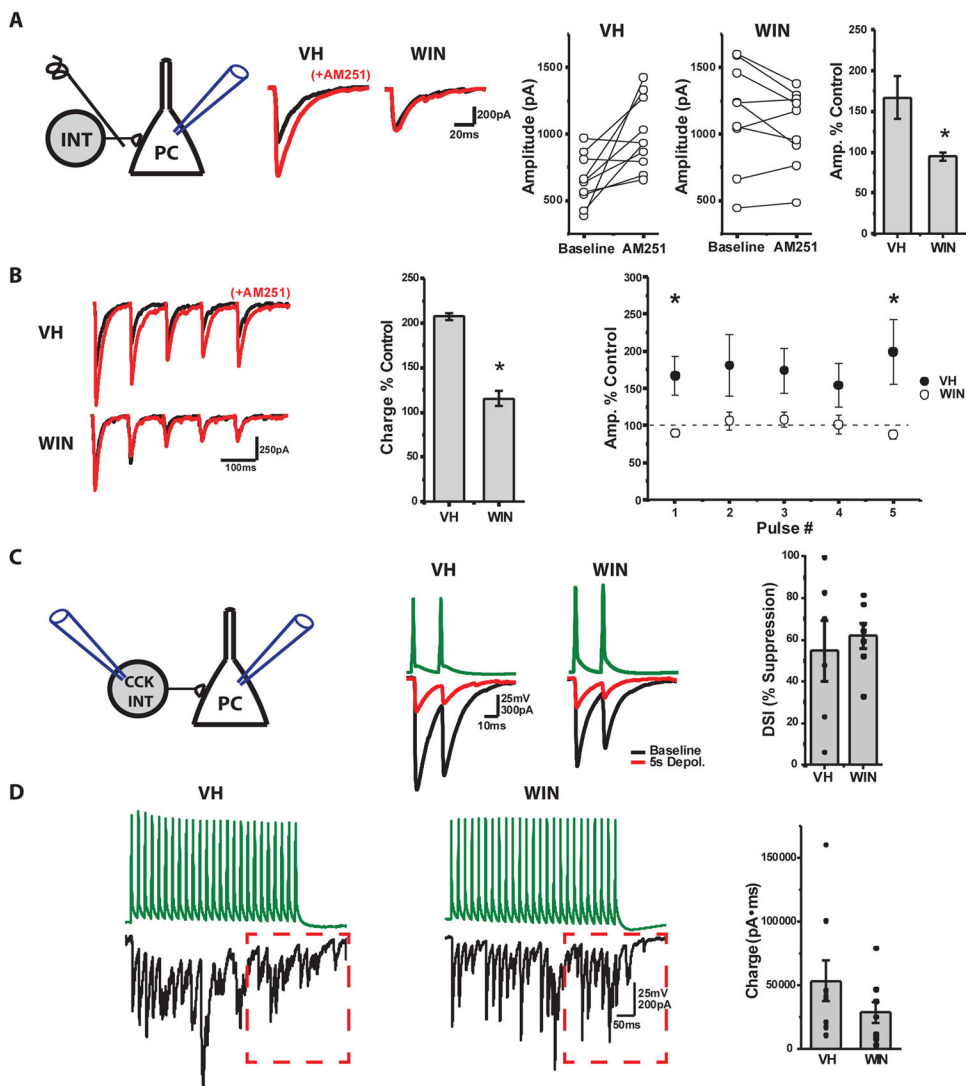 A
INT
PC
VH
(+AM251)
WIN
200pA
20ms
VH
Amplitude (pA)
1500
1000
500
Baseline AM251
WIN
Amplitude (pA)
1500
1000
500
Baseline AM251
Amp. % Control
250
200
150
100
50
0
VH WIN
*
B
(+AM251)
VH
WIN
250pA
100ms
Charge % Control
250
200
150
100
50
0
VH WIN
*
Amp. % Control
300
250
200
150
100
50
0
* *
1 2 3 4 5
Pulse #
VH
WIN
C
CCK
INT
PC
VH
WIN
25mV
300pA
10ms
Baseline
5s Depol.
DSI (% Suppression)
100
80
60
40
20
0
VH WIN
D
VH
WIN
25mV
200pA
50ms
Charge (pA•ms)
150000
100000
50000
0
VH WIN